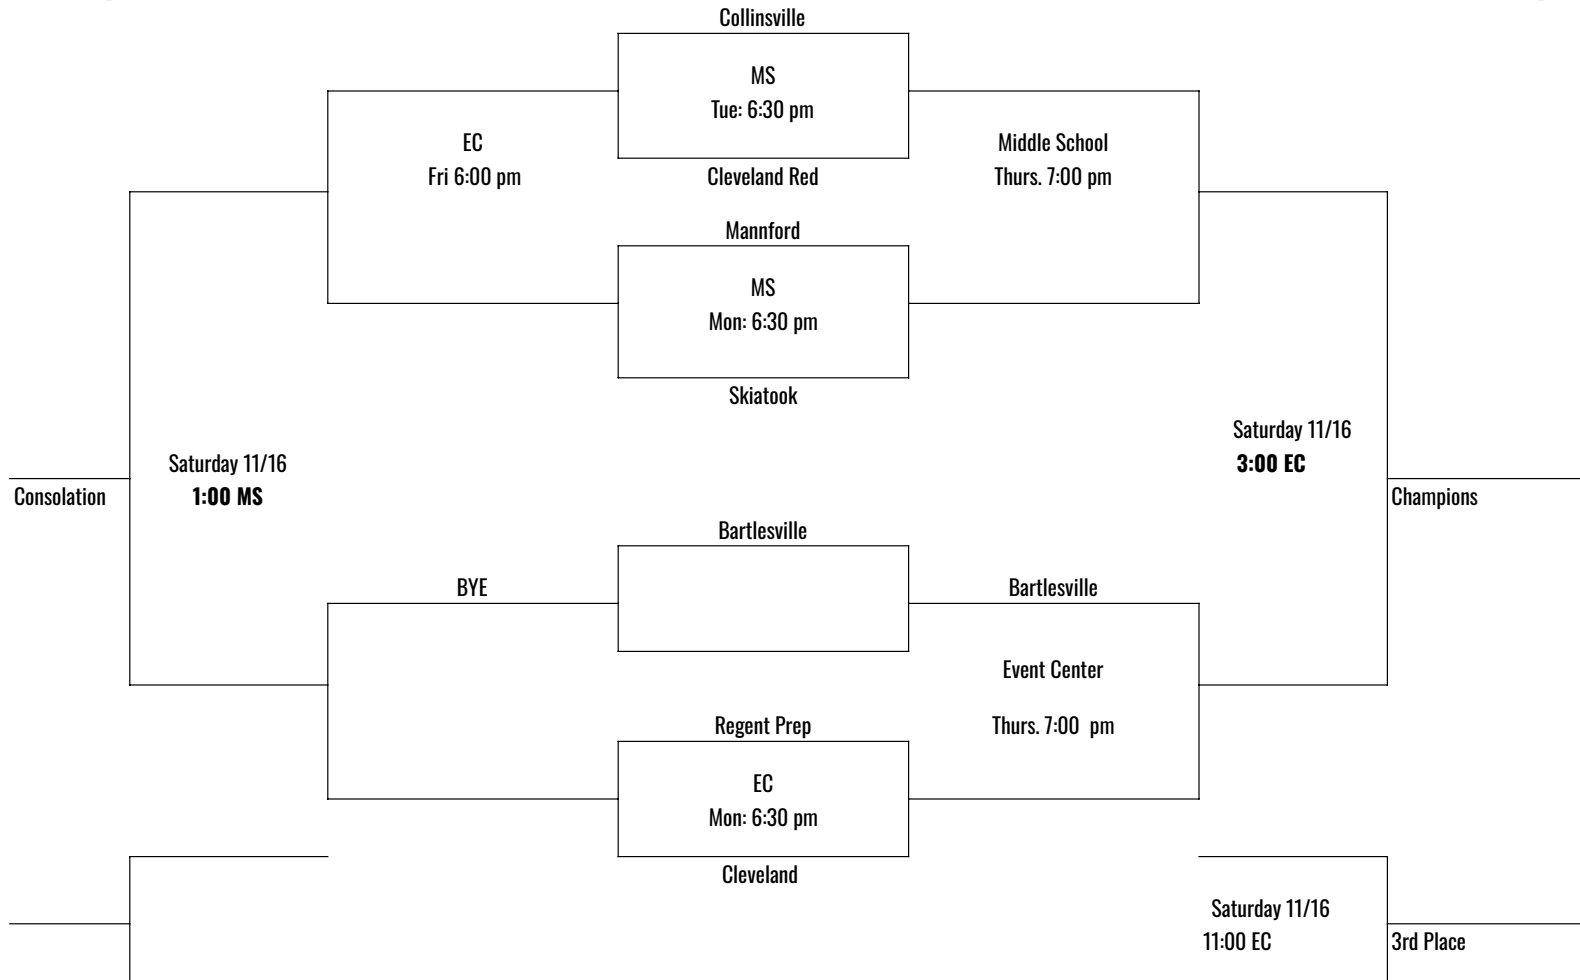 Collinsville
MS
Tue: 6:30 pm
EC
Fri 6:00 pm
Middle School
Thurs. 7:00 pm
Cleveland Red
Mannford
MS
Mon: 6:30 pm
Skiatook
Saturday 11/16
3:00 EC
Saturday 11/16
1:00 MS
Consolation
Champions
Bartlesville
BYE
Bartlesville
Event Center
Regent Prep
Thurs. 7:00 pm
EC
Mon: 6:30 pm
Cleveland
Saturday 11/16
11:00 EC
3rd Place